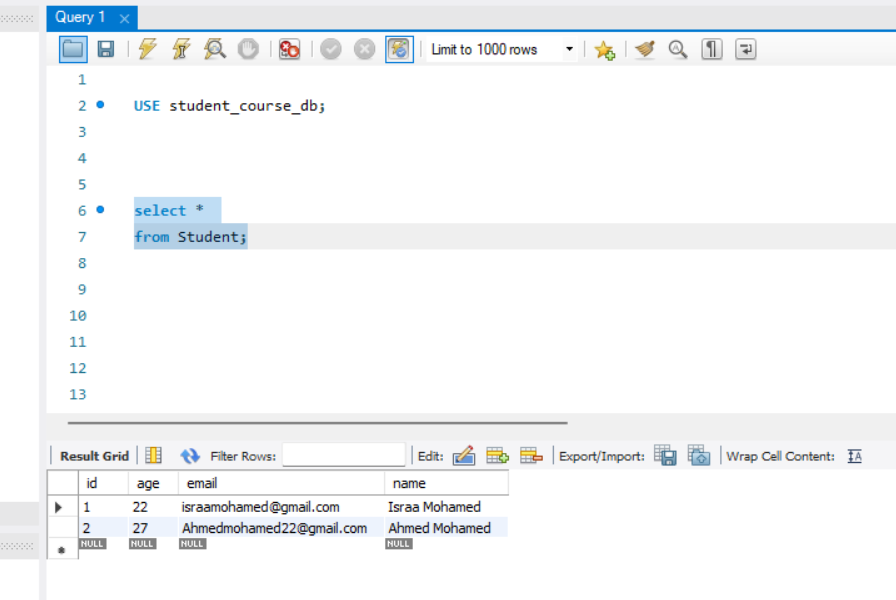 Query 1
Limit to 1000 rows
1
2 USE student_course_db;
3
4
5
6 select *
7 from Student;
8
9
10
11
12
13
Result Grid Filter Rows: Edit: Export/Import: Wrap Cell Content:
id age email name
1 22 israamohamed@gmail.com Israa Mohamed
2 27 Ahmedmohamed22@gmail.com Ahmed Mohamed
NULL NULL NULL NULL